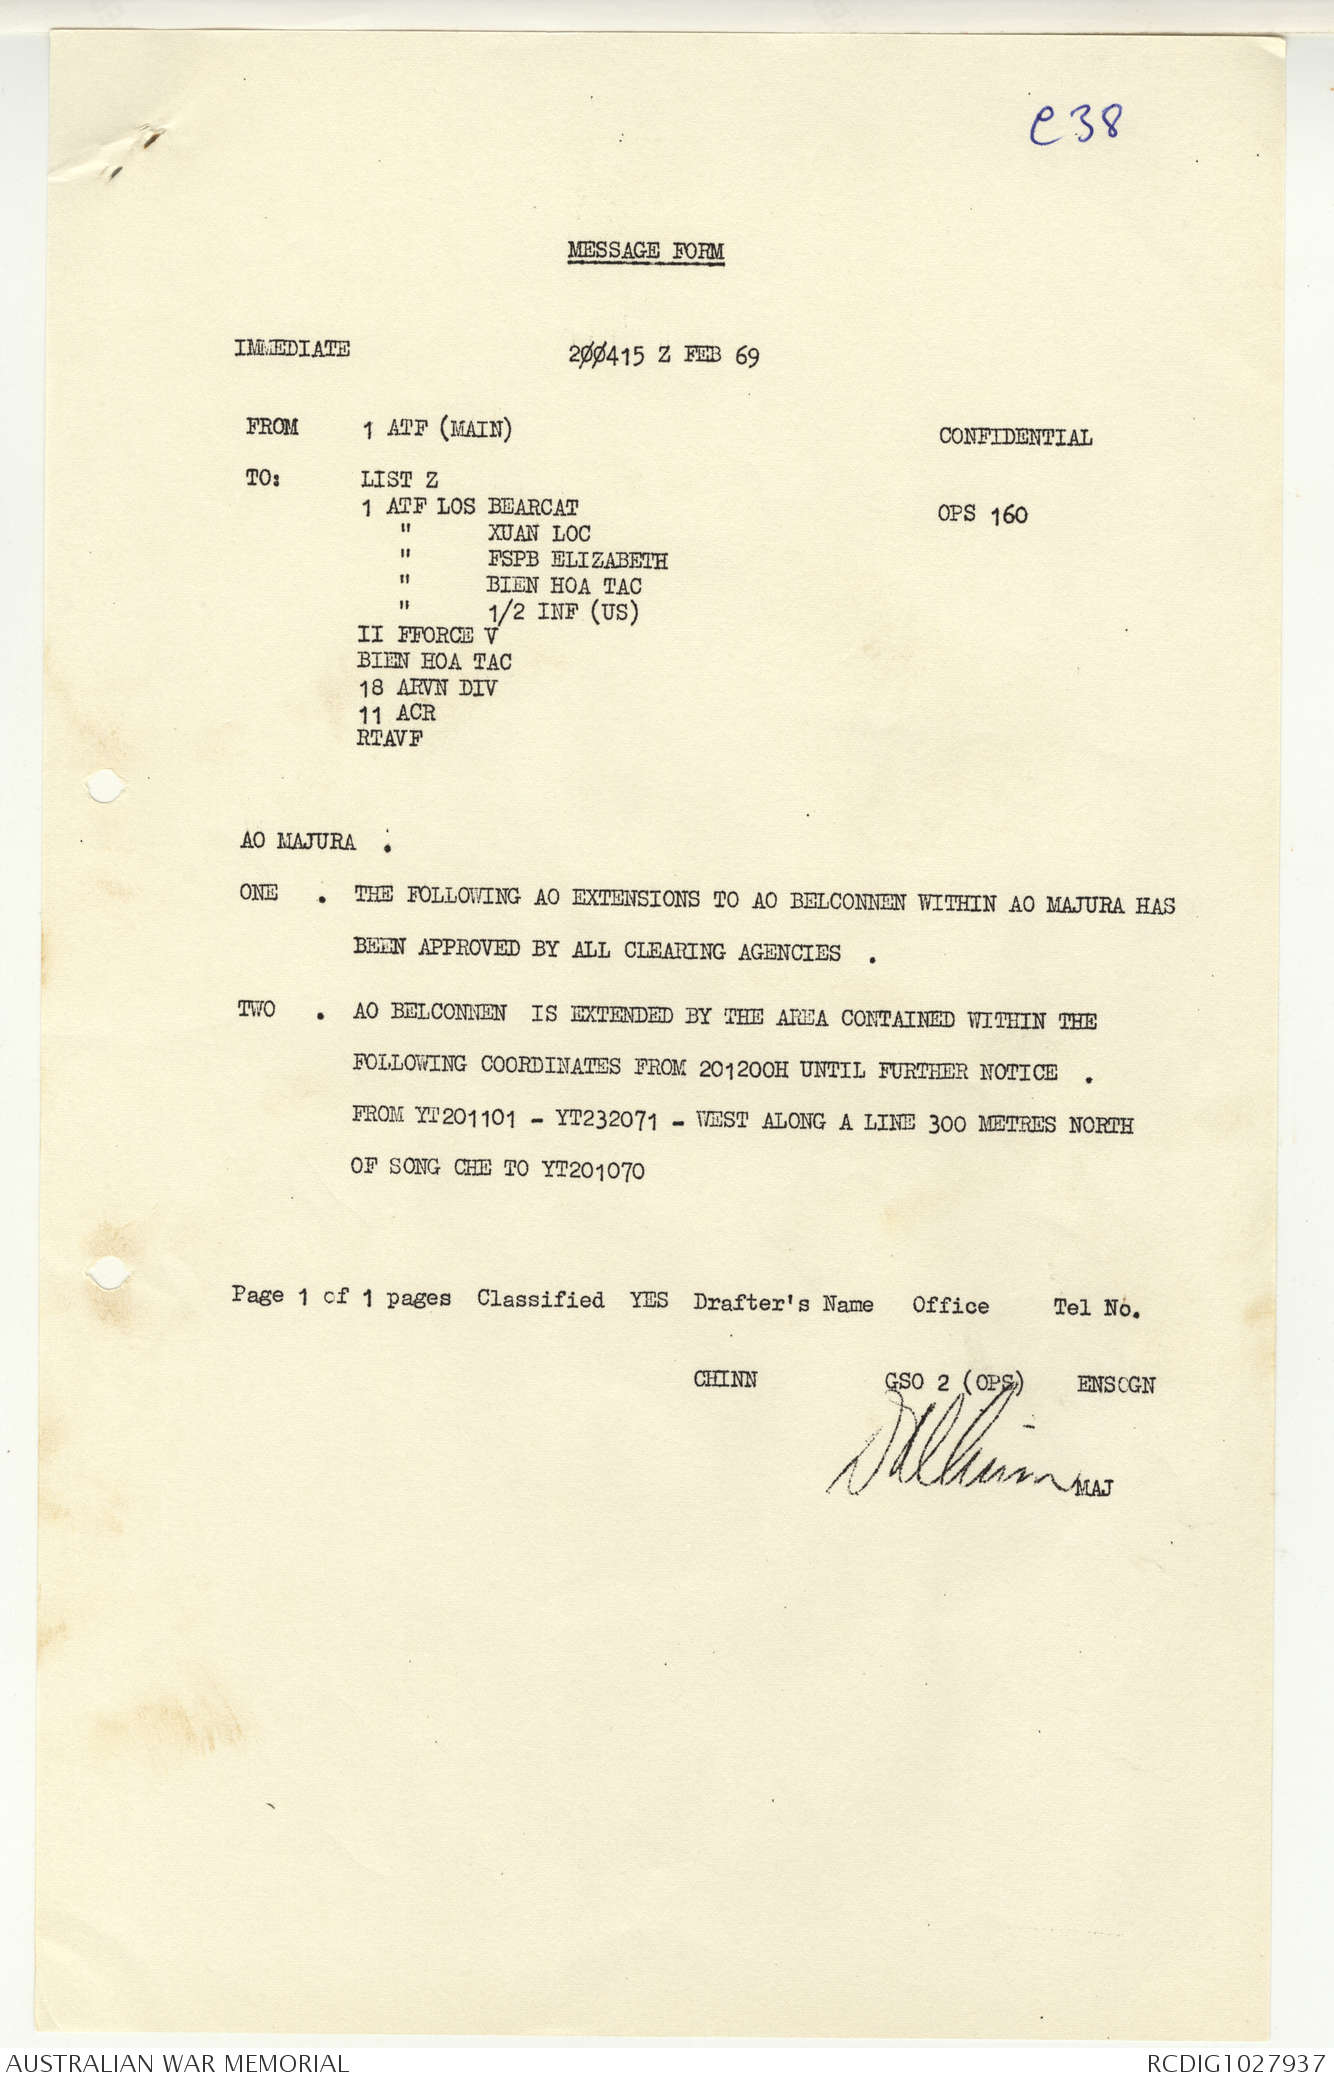 C38
MESSAGE FORM
IMMEDIATE 200415 Z FEB 69
FROM 1 ATF (MAIN) CONFIDENTIAL
TO: LIST Z
1 ATF LOS BEARCAT OPS 160
" XUAN LOC
" FSPB ELIZABETH
" BIEN HOA TAC
" 1/2 INF (US)
II FFORCE V
BIEN HOA TAC
18 ARVN DIV
11 ACR
RTAVF
AO MAJURA :
ONE . THE FOLLOWING AO EXTENSIONS TO AO BELCONNEN WITHIN AO MAJURA HAS
BEEN APPROVED BY ALL CLEARING AGENCIES .
TWO . AO BELCONNEN IS EXTENDED BY THE AREA CONTAINED WITHIN THE
FOLLOWING COORDINATES FROM 201200H UNTIL FURTHER NOTICE .
FROM YT201101 - YT232071 - WEST ALONG A LINE 300 METRES NORTH
OF SONG CHE TO YT201070
Page 1 of 1 pages Classified YES Drafter's Name Office Tel No.
CHINN GSO 2 (OPS) ENSOGN
MAJ
AUSTRALIAN WAR MEMORIAL RCDIG1027937